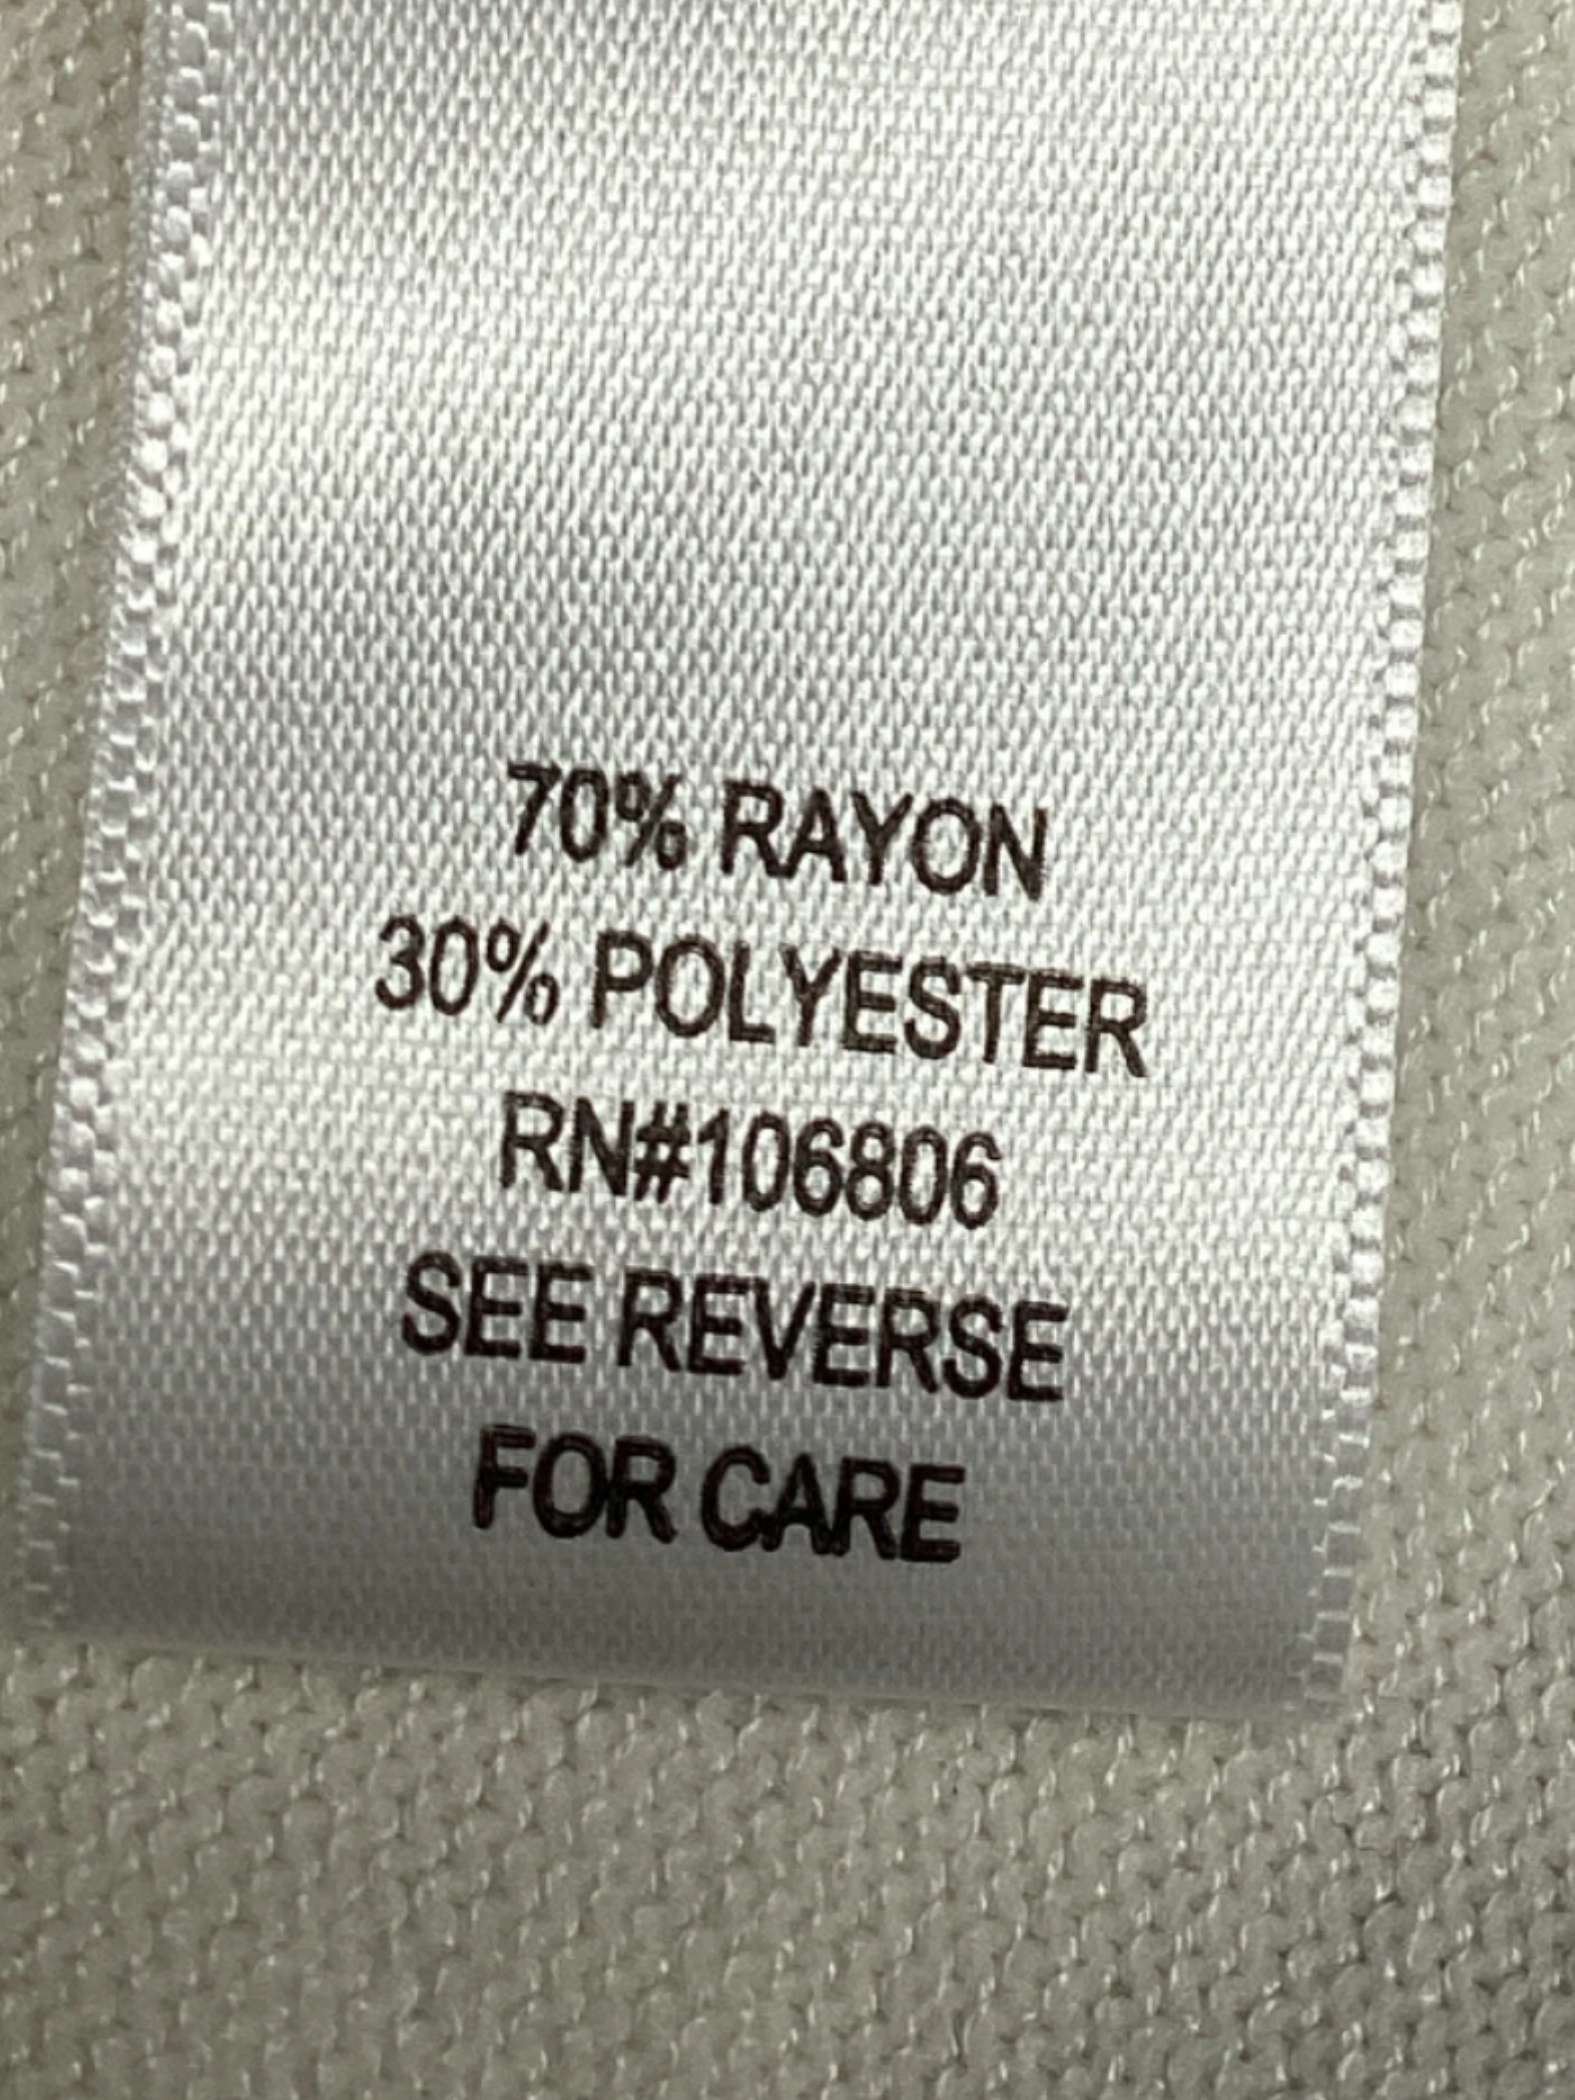 70% RAYON
30% POLYESTER
RN#106806
SEE REVERSE
FOR CARE